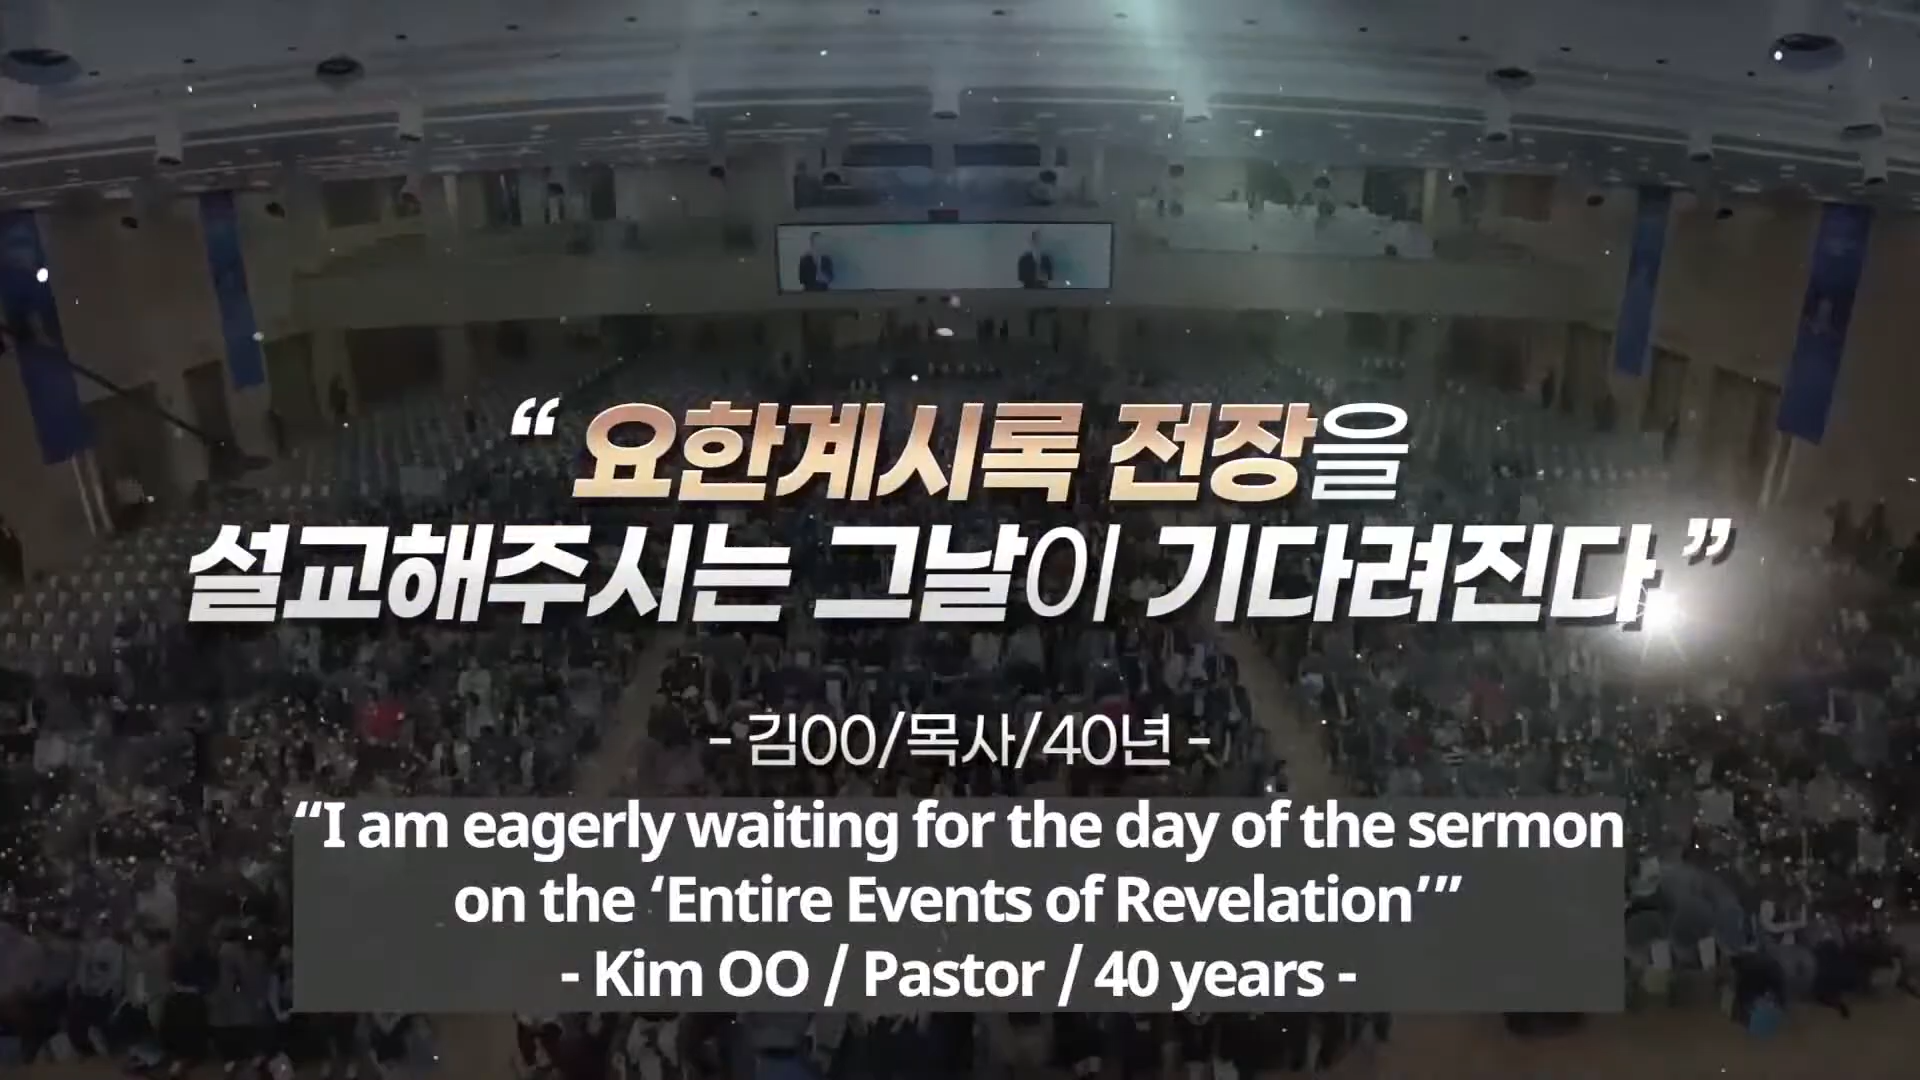 “요한계시록 전장을
설교해주시는 그날이 기다려진다.”
- 김OO/목사/40년 -
“I am eagerly waiting for the day of the sermon
on the ‘Entire Events of Revelation’”
- Kim OO / Pastor / 40 years -